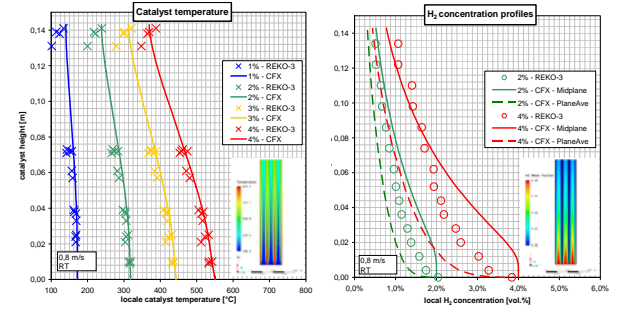 Catalyst temperature
0,14
0,12
0,10
0,08
0,06
0,04
0,02
0,00
catalyst height [m]
1% - REKO-3
1% - CFX
2% - REKO-3
2% - CFX
3% - REKO-3
3% - CFX
4% - REKO-3
4% - CFX
Temperature
0,8 m/s
RT
100
200
300
400
500
600
700
800
locale catalyst temperature [°C]
H2 concentration profiles
0,14
0,12
0,10
0,08
0,06
0,04
0,02
0,00
2% - REKO-3
2% - CFX - Midplane
2% - CFX - PlaneAve
4% - REKO-3
4% - CFX - Midplane
4% - CFX - PlaneAve
0,8 m/s
RT
0,0%
1,0%
2,0%
3,0%
4,0%
5,0%
6,0%
local H2 concentration [vol.%]